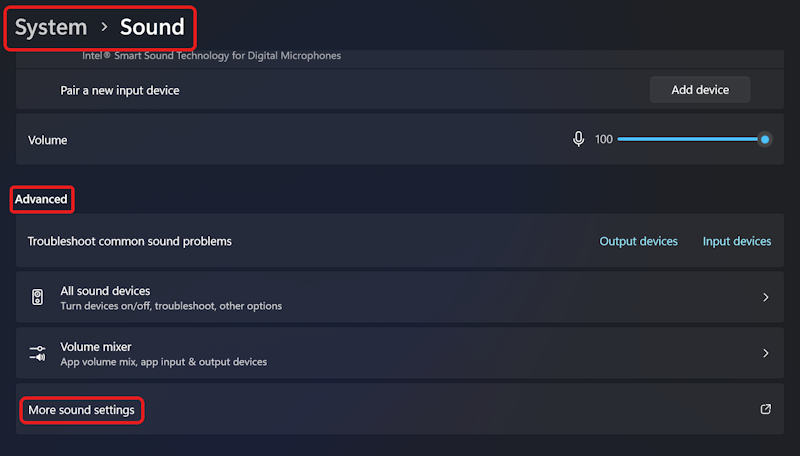 System > Sound
Intel® Smart Sound Technology for Digital Microphones
Pair a new input device
Add device
Volume
100
Advanced
Troubleshoot common sound problems
Output devices
Input devices
All sound devices
Turn devices on/off, troubleshoot, other options
Volume mixer
App volume mix, app input & output devices
More sound settings